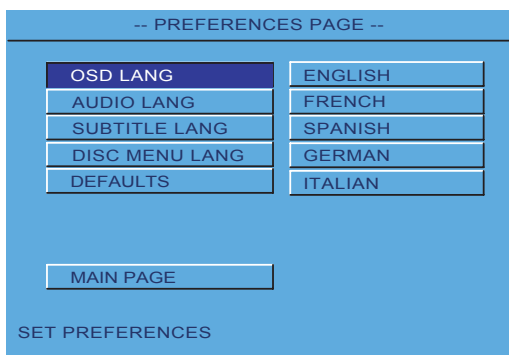 -- PREFERENCES PAGE --
OSD LANG
AUDIO LANG
SUBTITLE LANG
DISC MENU LANG
DEFAULTS
ENGLISH
FRENCH
SPANISH
GERMAN
ITALIAN
MAIN PAGE
SET PREFERENCES